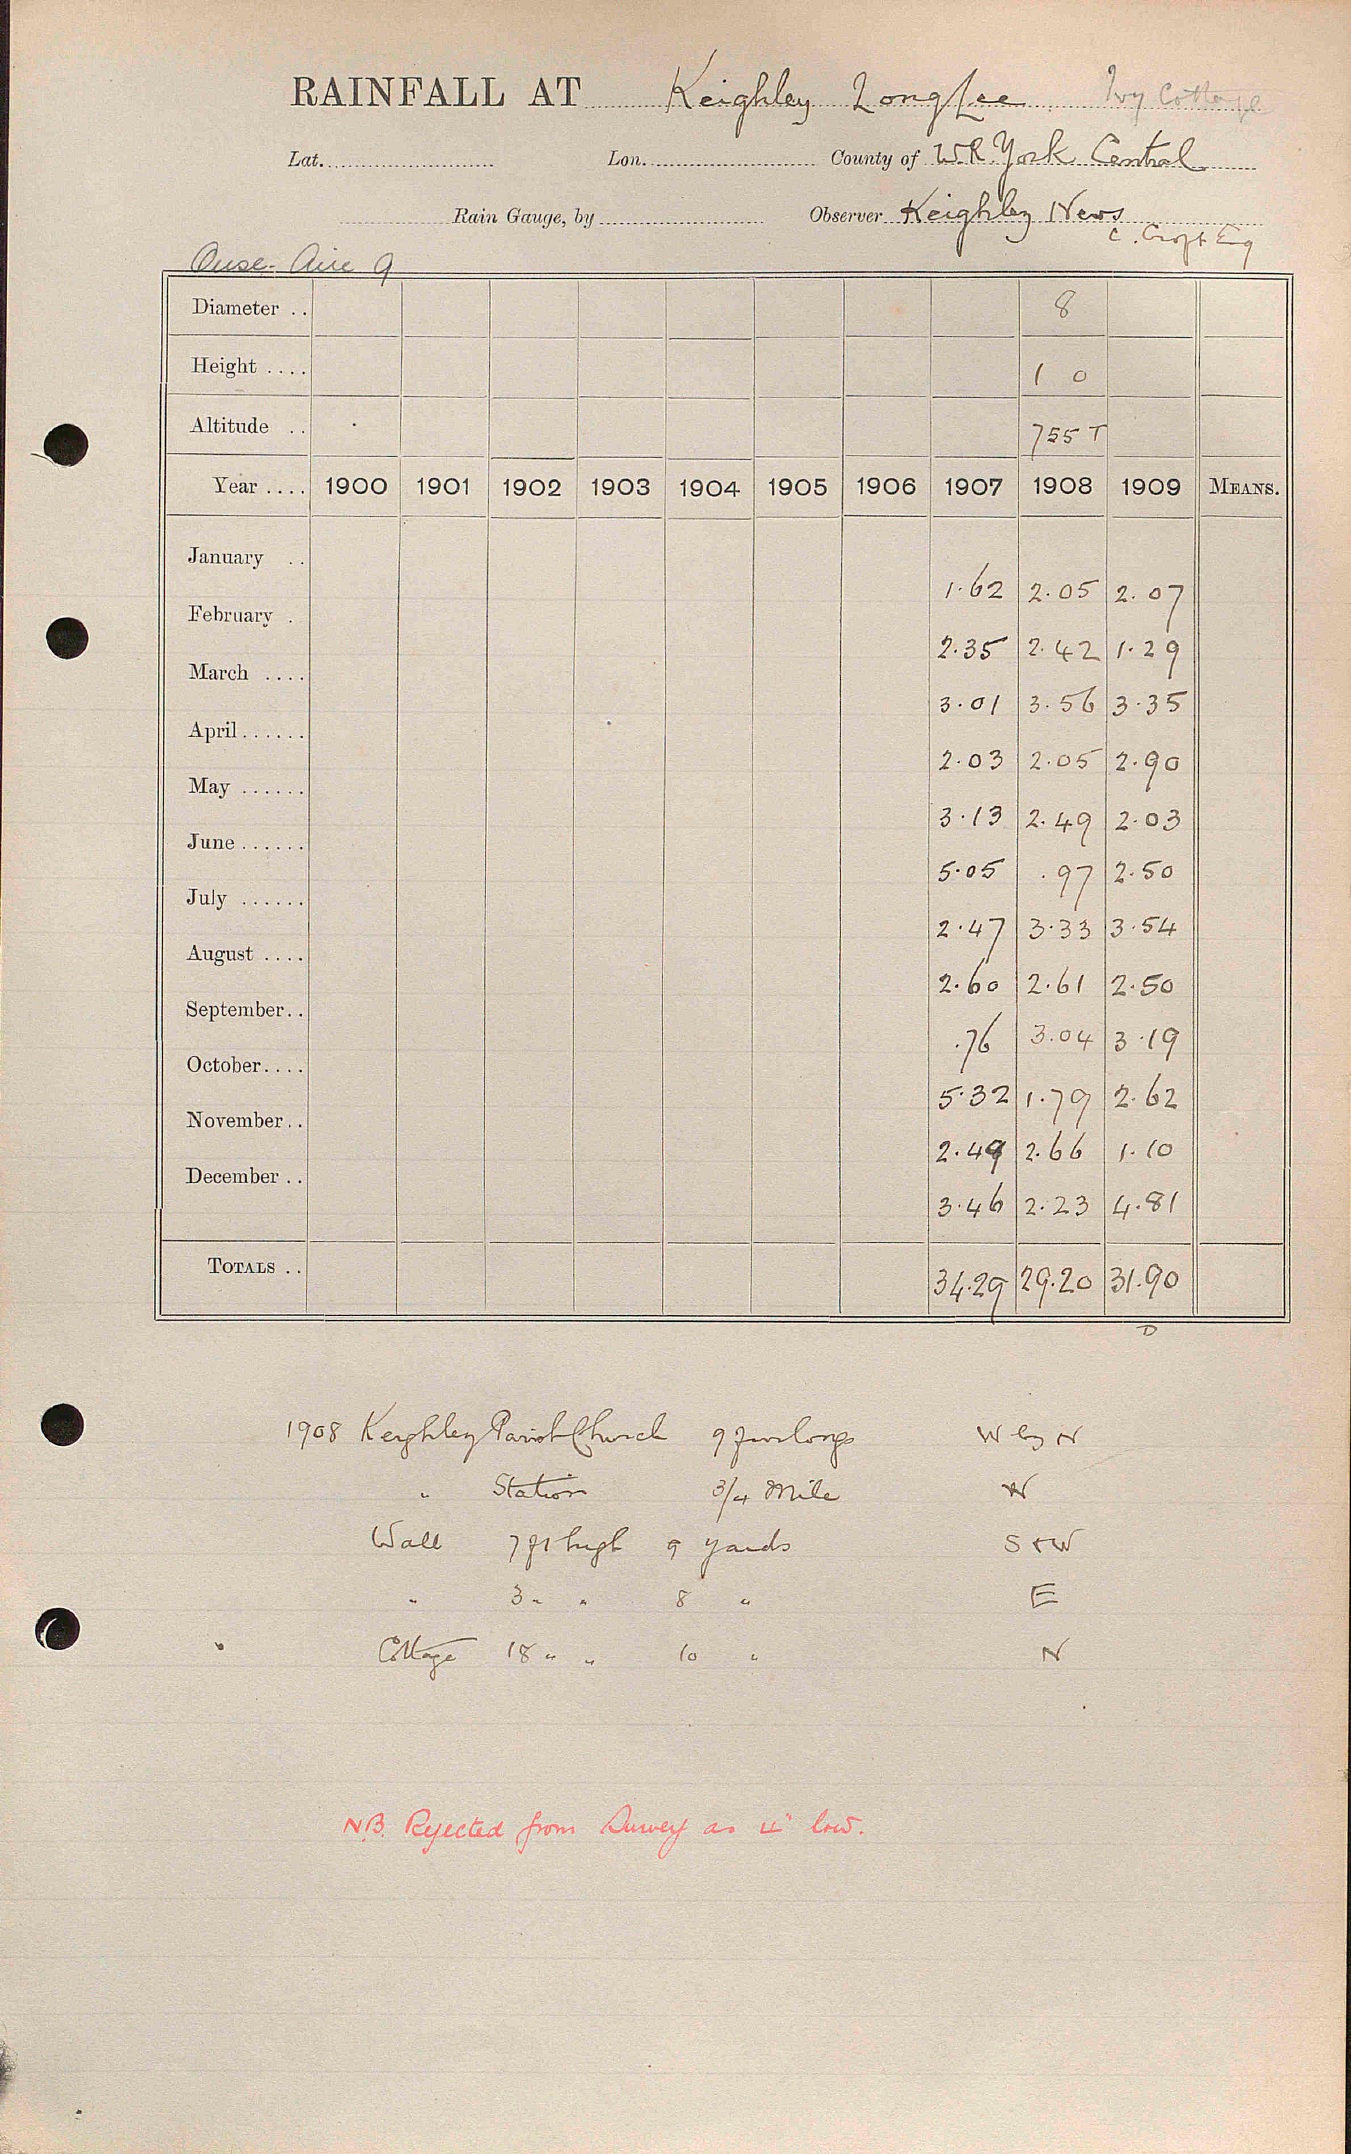 RAINFALL AT Keighley Long Lee Ivy Cottage
Lat. Lon. County of W.R. York Central
Rain Gauge, by Observer Keighley News
C. Croft Esq
Ouse-Aire 9
Diameter .. 8
Height .... 1 0
Altitude .. 755 T
Year .... 1900 1901 1902 1903 1904 1905 1906 1907 1908 1909 MEANS.
January .. 1.62 2.05 2.07
February . 2.35 2.42 1.29
March .... 3.01 3.56 3.35
April...... 2.03 2.05 2.90
May ...... 3.13 2.49 2.03
June...... 5.05 .97 2.50
July ...... 2.47 3.33 3.54
August .... 2.60 2.61 2.50
September.. .76 3.04 3.19
October.... 5.32 1.79 2.62
November.. 2.49 2.66 1.10
December .. 3.46 2.23 4.81
TOTALS .. 34.29 29.20 31.90
D
1908 Keighley Parish Church 9 furlongs W by N
" Station 3/4 Mile W
Wall 7 ft high 9 yards S + W
" 3 " " 8 " E
Cottage 18 " " 10 " N
N.B. Rejected from Survey as 4" low.